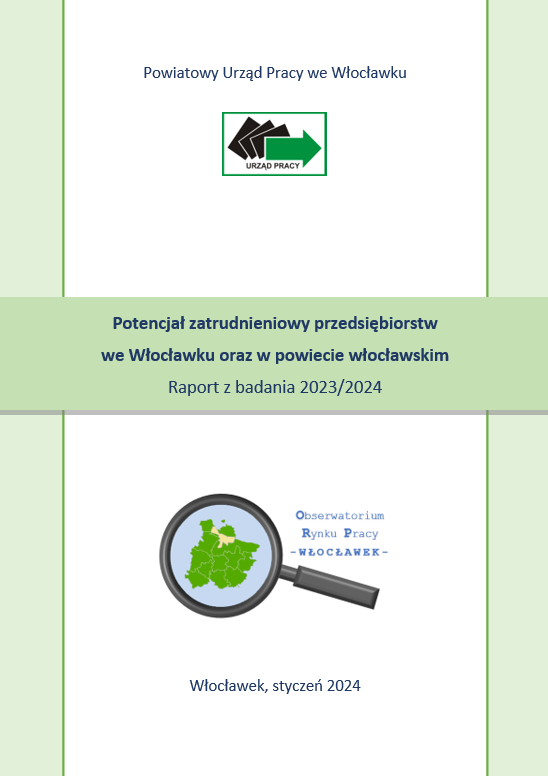 Powiatowy Urząd Pracy we Włocławku
URZĄD PRACY
Potencjał zatrudnieniowy przedsiębiorstw
we Włocławku oraz w powiecie włocławskim
Raport z badania 2023/2024
Obserwatorium
Rynku Pracy
-WŁOCŁAWEK-
Włocławek, styczeń 2024